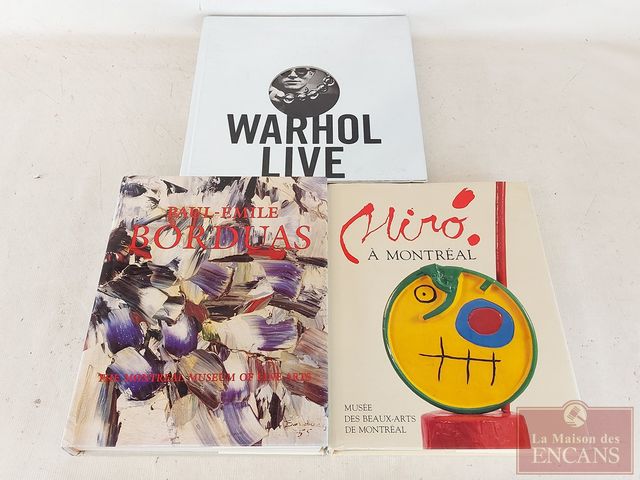 WARHOL
LIVE
PAUL-ÉMILE
BORDUAS
THE MONTREAL MUSEUM OF FINE ARTS
Borduas
Miró
À MONTRÉAL
MUSÉE
DES BEAUX-ARTS
DE MONTRÉAL
La Maison des
ENCANS